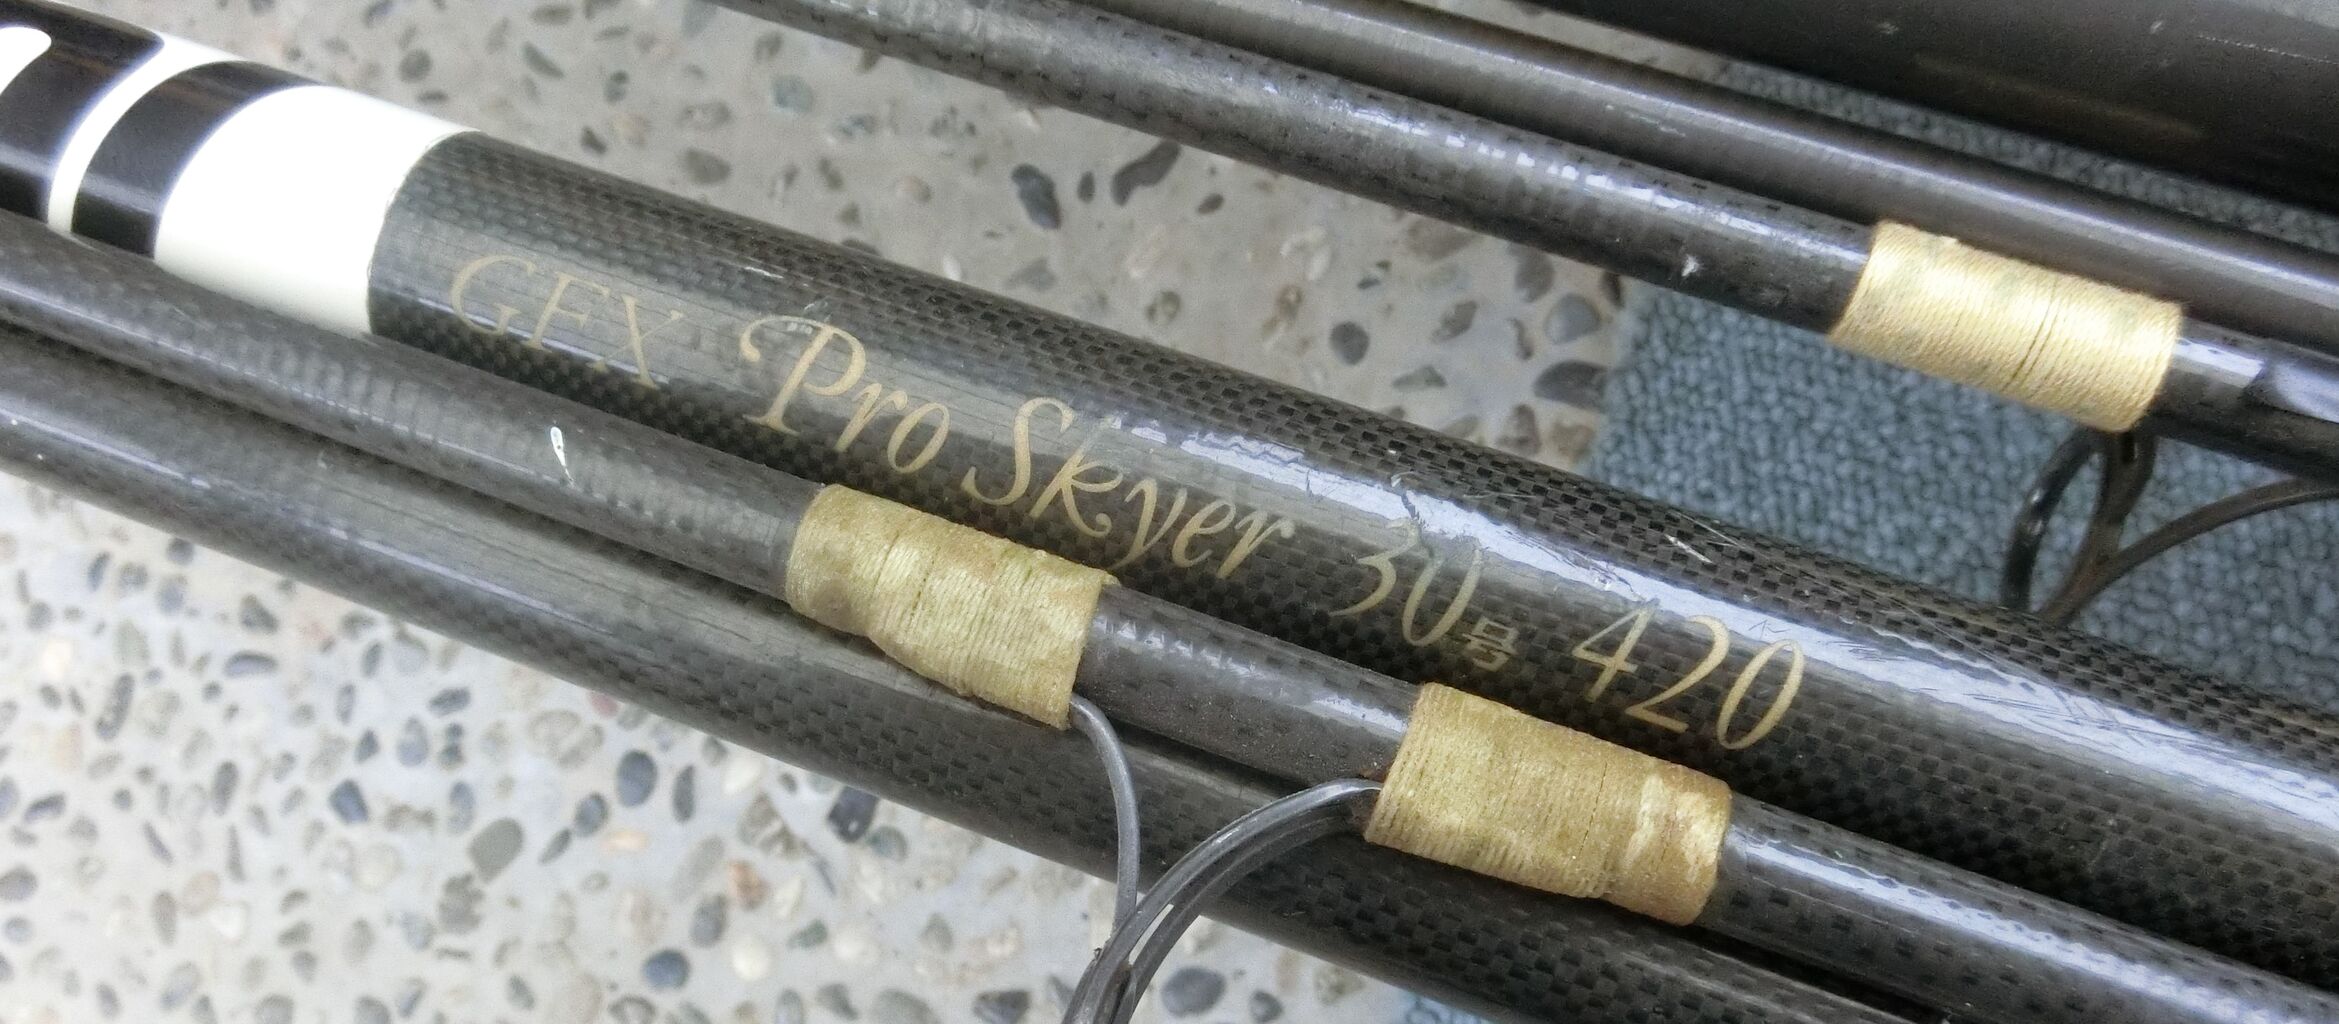 GFX Pro Skyer 30号 420